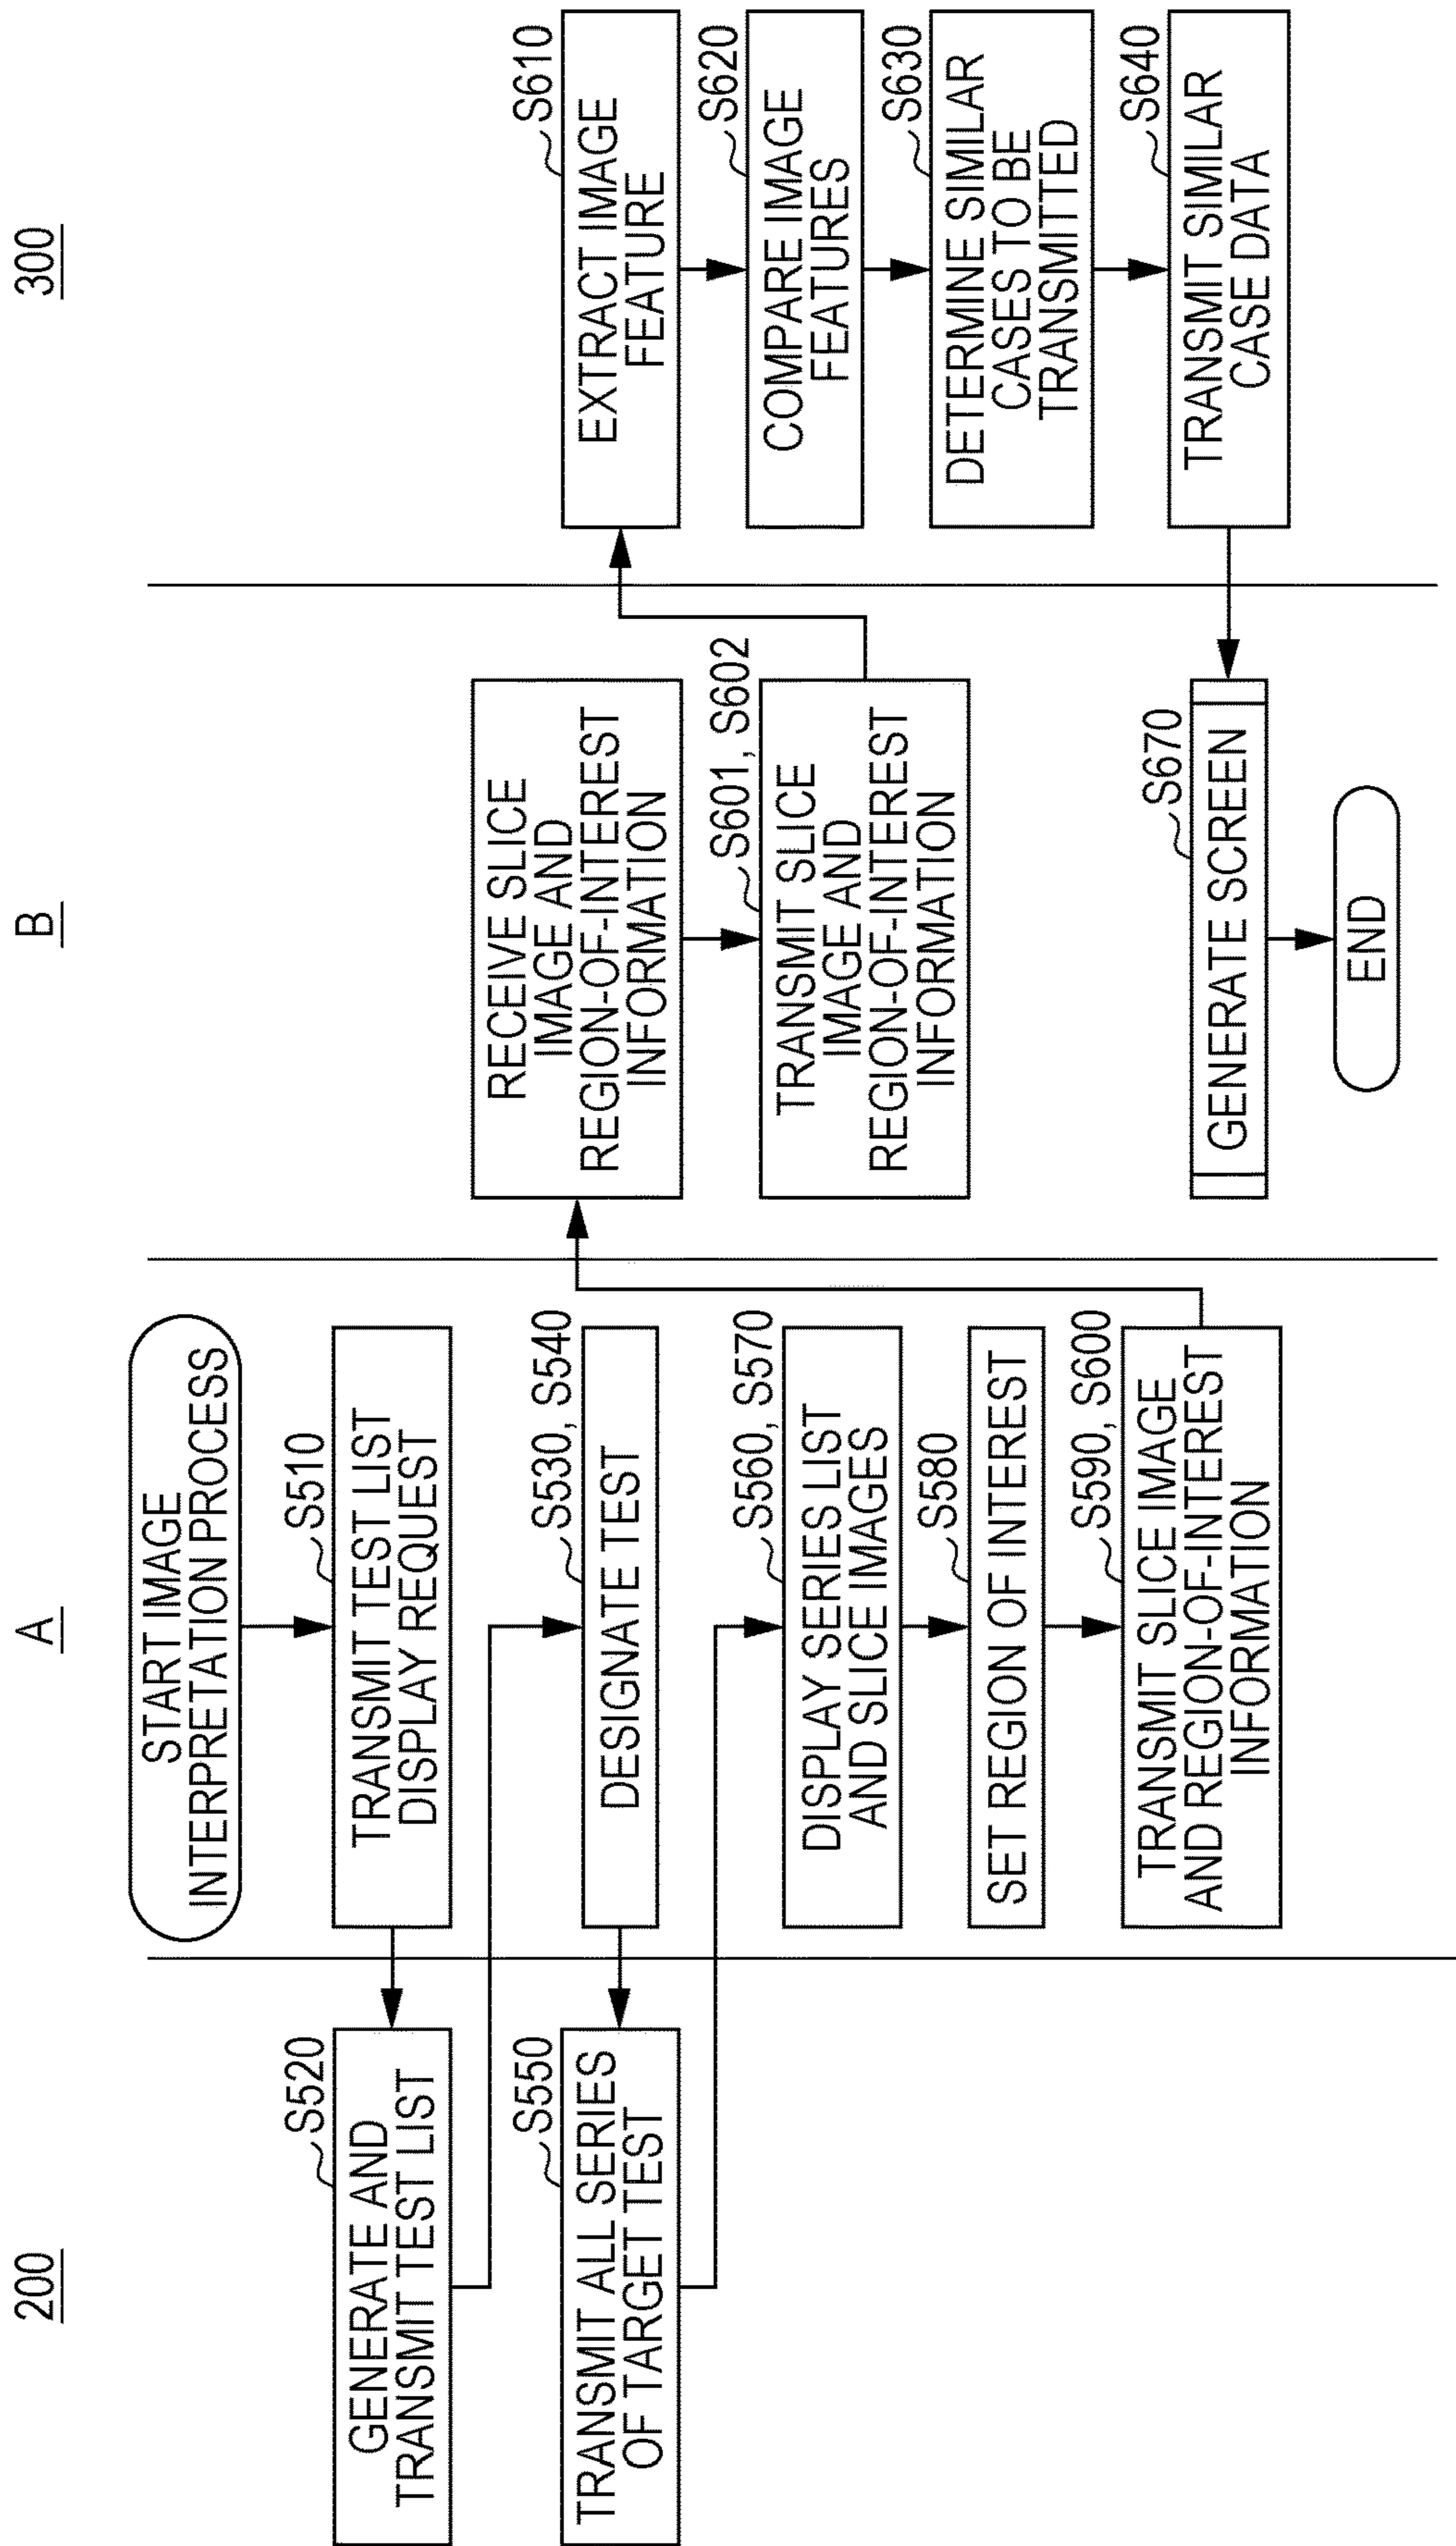 200
A
B
300
START IMAGE
INTERPRETATION PROCESS
S510
TRANSMIT TEST LIST
DISPLAY REQUEST
S520
GENERATE AND
TRANSMIT TEST LIST
S530, S540
DESIGNATE TEST
S550
TRANSMIT ALL SERIES
OF TARGET TEST
S560, S570
DISPLAY SERIES LIST
AND SLICE IMAGES
S580
SET REGION OF INTEREST
S590, S600
TRANSMIT SLICE IMAGE
AND REGION-OF-INTEREST
INFORMATION
RECEIVE SLICE
IMAGE AND
REGION-OF-INTEREST
INFORMATION
S601, S602
TRANSMIT SLICE
IMAGE AND
REGION-OF-INTEREST
INFORMATION
S610
EXTRACT IMAGE
FEATURE
S620
COMPARE IMAGE
FEATURES
S630
DETERMINE SIMILAR
CASES TO BE
TRANSMITTED
S640
TRANSMIT SIMILAR
CASE DATA
S670
GENERATE SCREEN
END